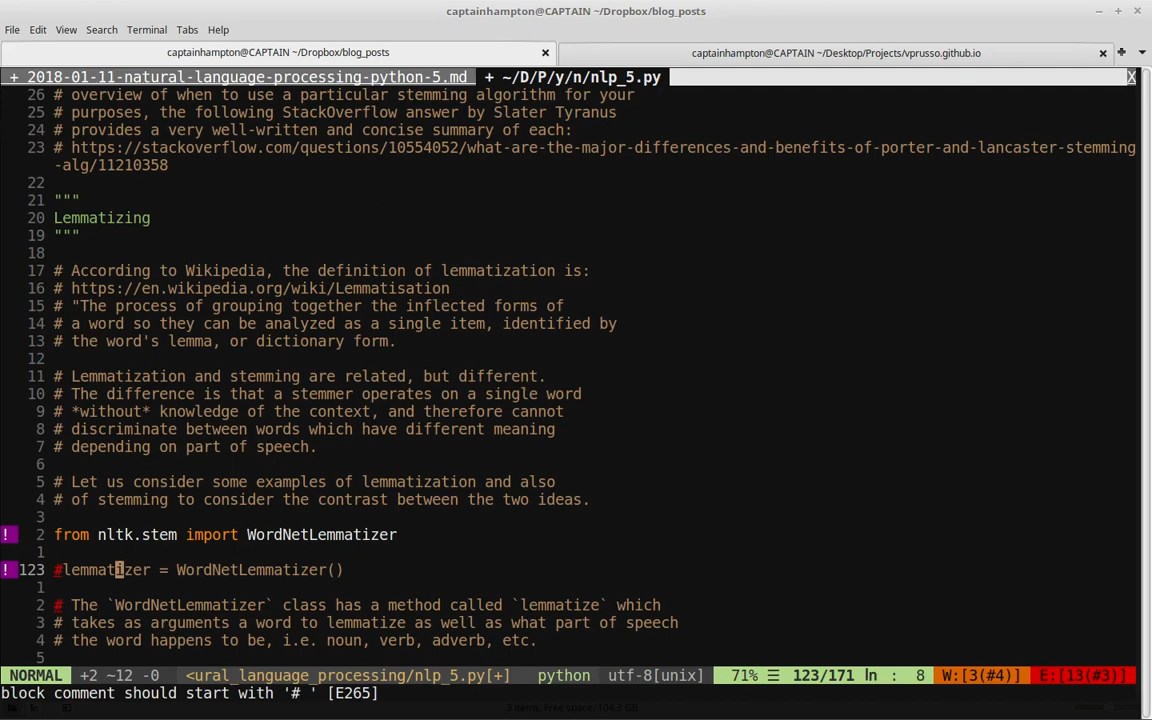 captainhampton@CAPTAIN ~/Dropbox/blog_posts
File Edit View Search Terminal Tabs Help
captainhampton@CAPTAIN ~/Dropbox/blog_posts captainhampton@CAPTAIN ~/Desktop/Projects/vprusso.github.io
+ 2018-01-11-natural-language-processing-python-5.md + ~/D/P/y/n/nlp_5.py X
26 # overview of when to use a particular stemming algorithm for your
25 # purposes, the following StackOverflow answer by Slater Tyranus
24 # provides a very well-written and concise summary of each:
23 # https://stackoverflow.com/questions/10554052/what-are-the-major-differences-and-benefits-of-porter-and-lancaster-stemming
-alg/11210358
22
21 """
20 Lemmatizing
19 """
18
17 # According to Wikipedia, the definition of lemmatization is:
16 # https://en.wikipedia.org/wiki/Lemmatisation
15 # "The process of grouping together the inflected forms of
14 # a word so they can be analyzed as a single item, identified by
13 # the word's lemma, or dictionary form.
12
11 # Lemmatization and stemming are related, but different.
10 # The difference is that a stemmer operates on a single word
9 # *without* knowledge of the context, and therefore cannot
8 # discriminate between words which have different meaning
7 # depending on part of speech.
6
5 # Let us consider some examples of lemmatization and also
4 # of stemming to consider the contrast between the two ideas.
3
! 2 from nltk.stem import WordNetLemmatizer
1
! 123 #lemmatizer = WordNetLemmatizer()
1
2 # The `WordNetLemmatizer` class has a method called `lemmatize` which
3 # takes as arguments a word to lemmatize as well as what part of speech
4 # the word happens to be, i.e. noun, verb, adverb, etc.
5
NORMAL +2 ~12 -0 <ural_language_processing/nlp_5.py[+] python utf-8[unix] 71% ☰ 123/171 ln : 8 W:[3(#4)] E:[13(#3)]
block comment should start with '# ' [E265]
3 items, Free space: 104.3 GB